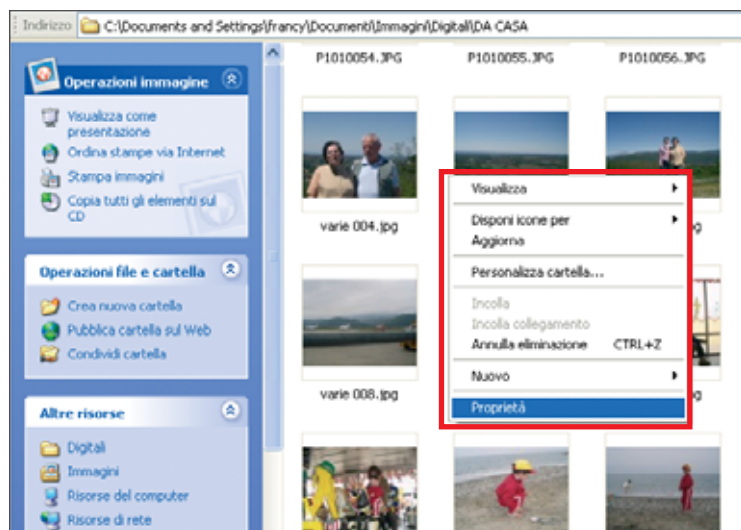 Indirizzo C:\Documents and Settings\francy\Documenti\Immagini\Digitali\DA CASA
Operazioni immagine
Visualizza come
presentazione
Ordina stampe via Internet
Stampa immagini
Copia tutti gli elementi sul
CD
Operazioni file e cartella
Crea nuova cartella
Pubblica cartella sul Web
Condividi cartella
Altre risorse
Digitali
Immagini
Risorse del computer
Risorse di rete
P1010054.JPG P1010055.JPG P1010056.JPG
varie 004.jpg
varie 008.jpg
Visualizza
Disponi icone per
Aggiorna
Personalizza cartella...
Incolla
Incolla collegamento
Annulla eliminazione CTRL+Z
Nuovo
Proprietà